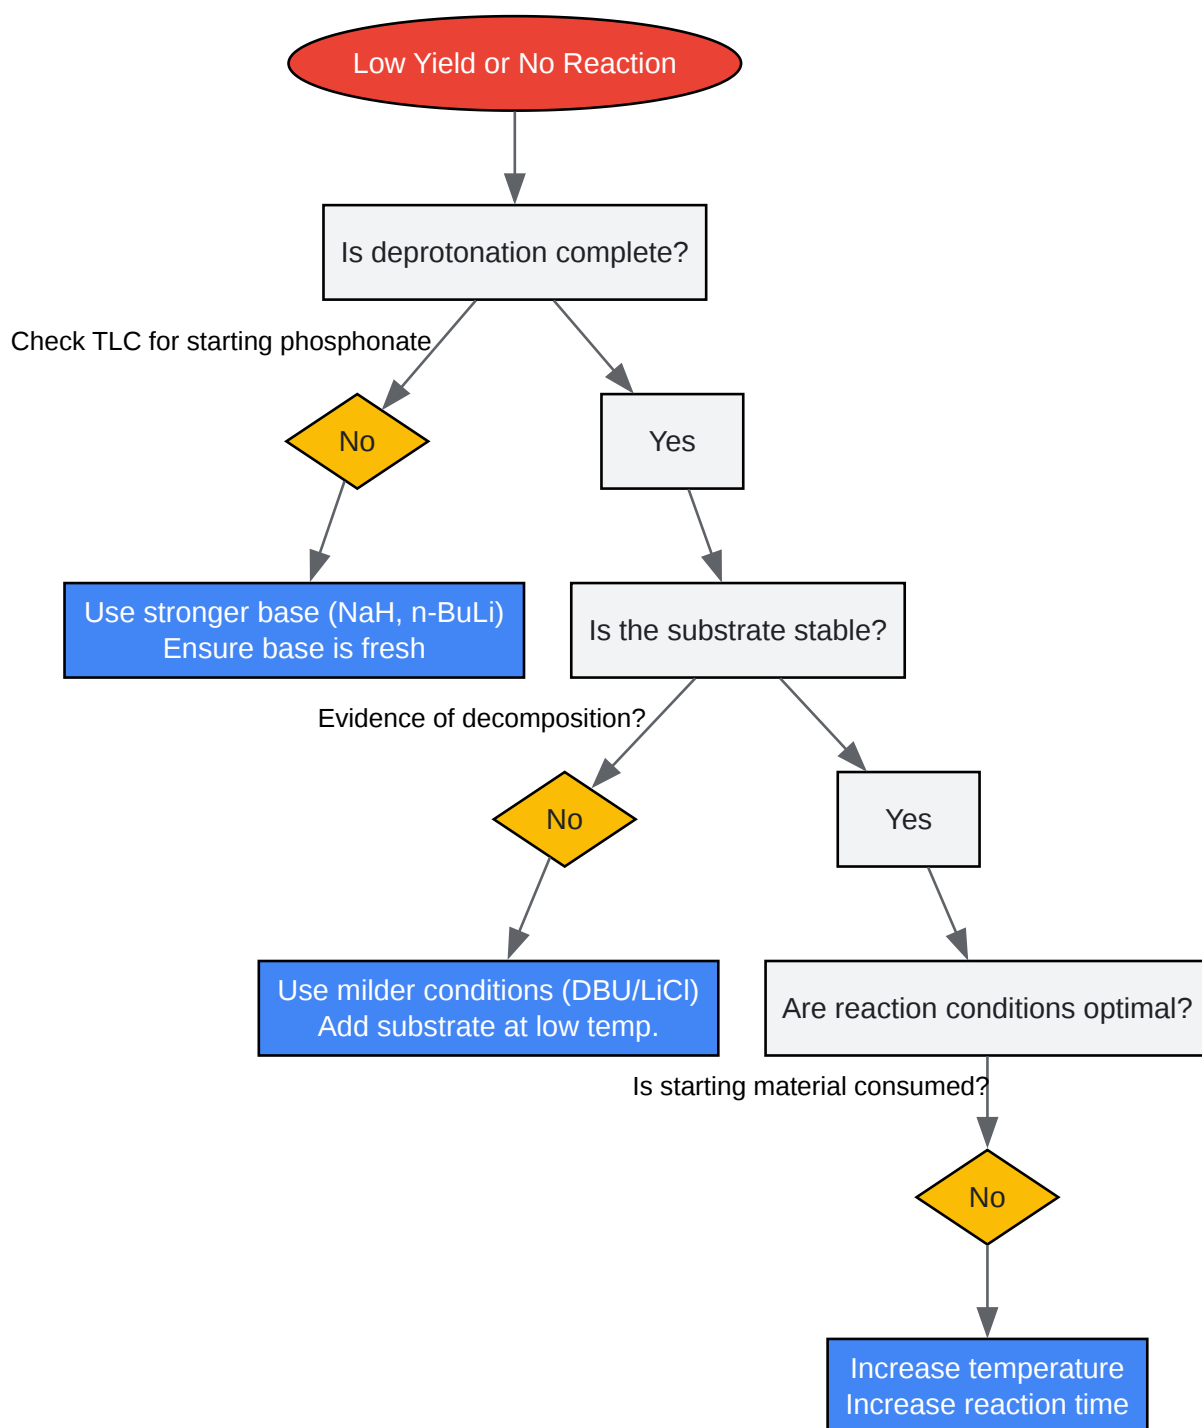 Low Yield or No Reaction
Is deprotonation complete?
Check TLC for starting phosphonate
No
Yes
Use stronger base (NaH, n-BuLi)
Ensure base is fresh
Is the substrate stable?
Evidence of decomposition?
No
Yes
Use milder conditions (DBU/LiCl)
Add substrate at low temp.
Are reaction conditions optimal?
Is starting material consumed?
No
Increase temperature
Increase reaction time